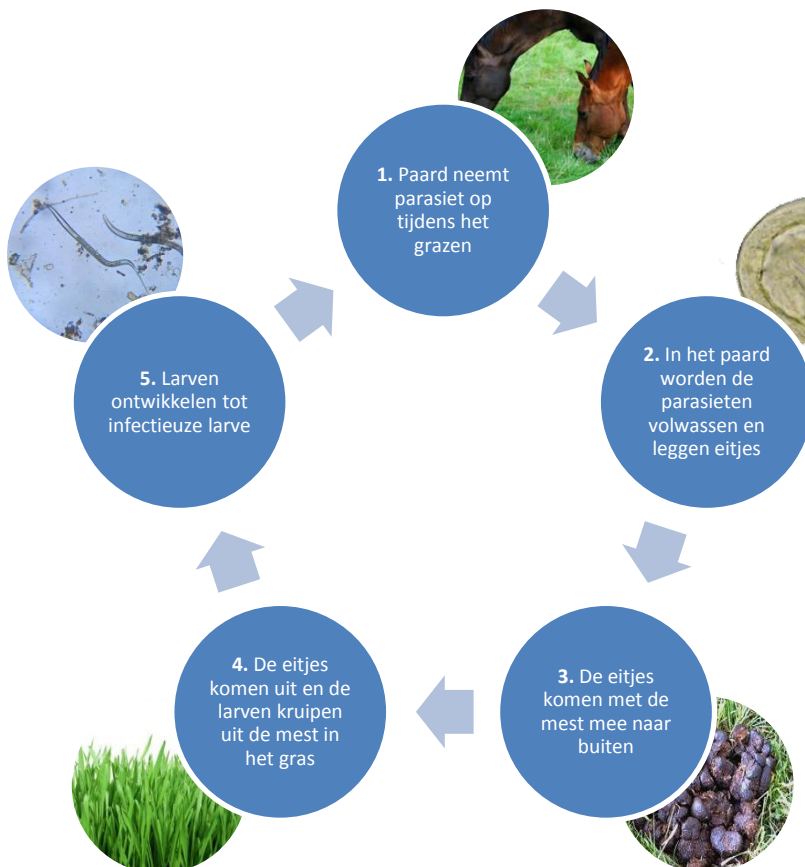 1. Paard neemt
parasiet op
tijdens het
grazen
2. In het paard
worden de
parasieten
volwassen en
leggen eitjes
3. De eitjes
komen met de
mest mee naar
buiten
4. De eitjes
komen uit en de
larven kruipen
uit de mest in
het gras
5. Larven
ontwikkelen tot
infectieuze larve